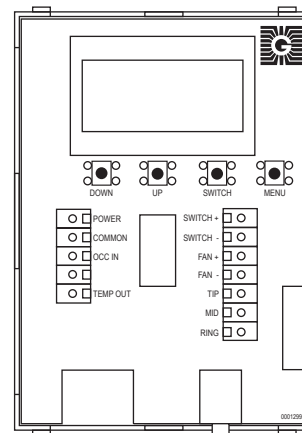 G
DOWN UP SWITCH MENU
POWER
COMMON
OCC IN
TEMP OUT
SWITCH +
SWITCH -
FAN +
FAN -
TIP
MID
RING
0001299